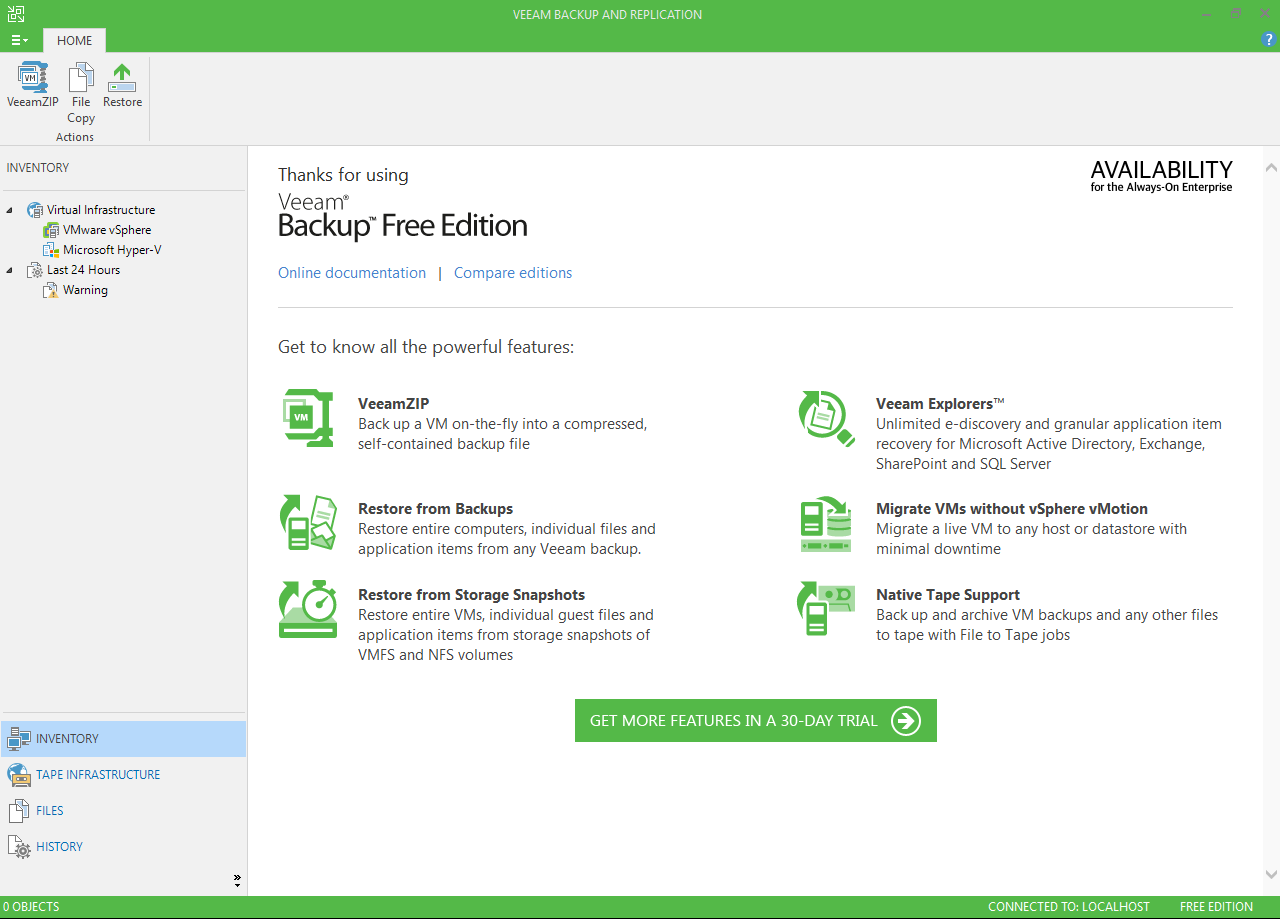 VEEAM BACKUP AND REPLICATION
HOME
?
VM
VeeamZIP
File
Copy
Restore
Actions
INVENTORY
Virtual Infrastructure
VMware vSphere
Microsoft Hyper-V
Last 24 Hours
Warning
INVENTORY
TAPE INFRASTRUCTURE
FILES
HISTORY
Thanks for using
Veeam®
Backup™ Free Edition
AVAILABILITY
for the Always-On Enterprise
Online documentation | Compare editions
Get to know all the powerful features:
VM
VeeamZIP
Back up a VM on-the-fly into a compressed,
self-contained backup file
Veeam Explorers™
Unlimited e-discovery and granular application item
recovery for Microsoft Active Directory, Exchange,
SharePoint and SQL Server
Restore from Backups
Restore entire computers, individual files and
application items from any Veeam backup.
Migrate VMs without vSphere vMotion
Migrate a live VM to any host or datastore with
minimal downtime
Restore from Storage Snapshots
Restore entire VMs, individual guest files and
application items from storage snapshots of
VMFS and NFS volumes
Native Tape Support
Back up and archive VM backups and any other files
to tape with File to Tape jobs
GET MORE FEATURES IN A 30-DAY TRIAL
0 OBJECTS
CONNECTED TO: LOCALHOST
FREE EDITION